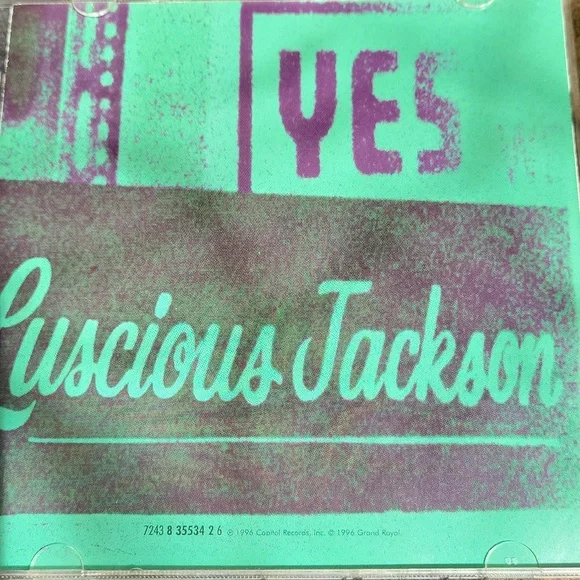 YES
Luscious Jackson
7243 8 35534 2 6 ℗ 1996 Capitol Records, Inc. © 1996 Grand Royal.